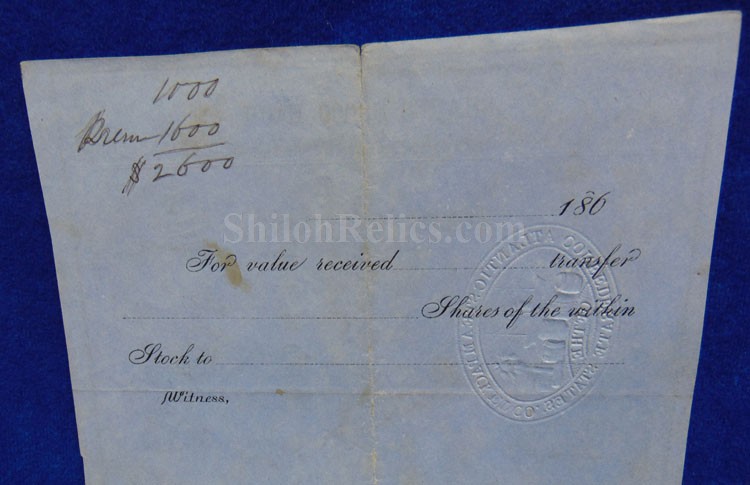 1000
Prem 1600
$2600
ShilohRelics.com
186
For value received transfer
Shares of the within
Stock to
Witness,